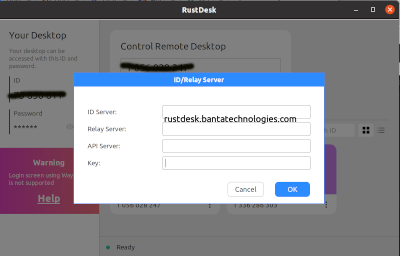 RustDesk
Your Desktop
Your desktop can be
accessed with this ID and
password.
ID
Password
******
Control Remote Desktop
ID/Relay Server
ID Server:
rustdesk.bantatechnologies.com
Relay Server:
API Server:
Key:
Cancel
OK
ID
Warning
Login screen using Way
is not supported
Help
1 056 028 247
1 336 286 303
Ready